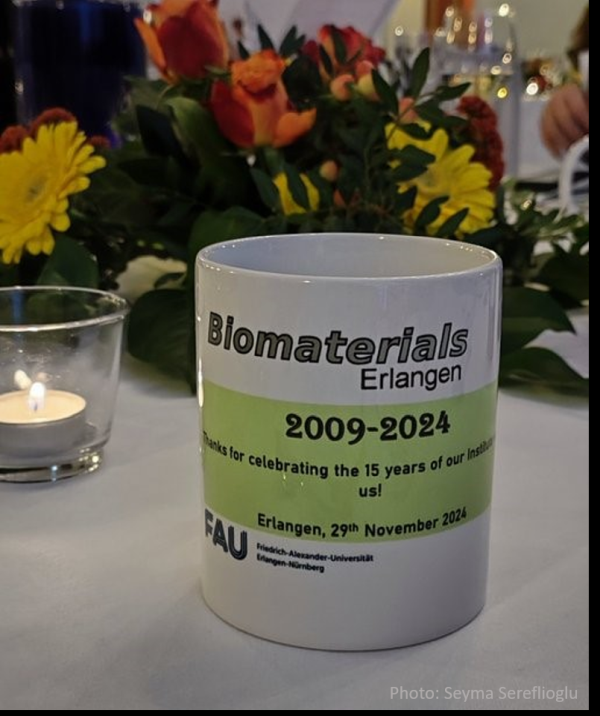 Biomaterials
Erlangen
2009-2024
Thanks for celebrating the 15 years of our
us!
Erlangen, 29th November 2024
FAU
Friedrich-Alexander-Universität
Erlangen-Nürnberg
Photo: Seyma Sereflioglu